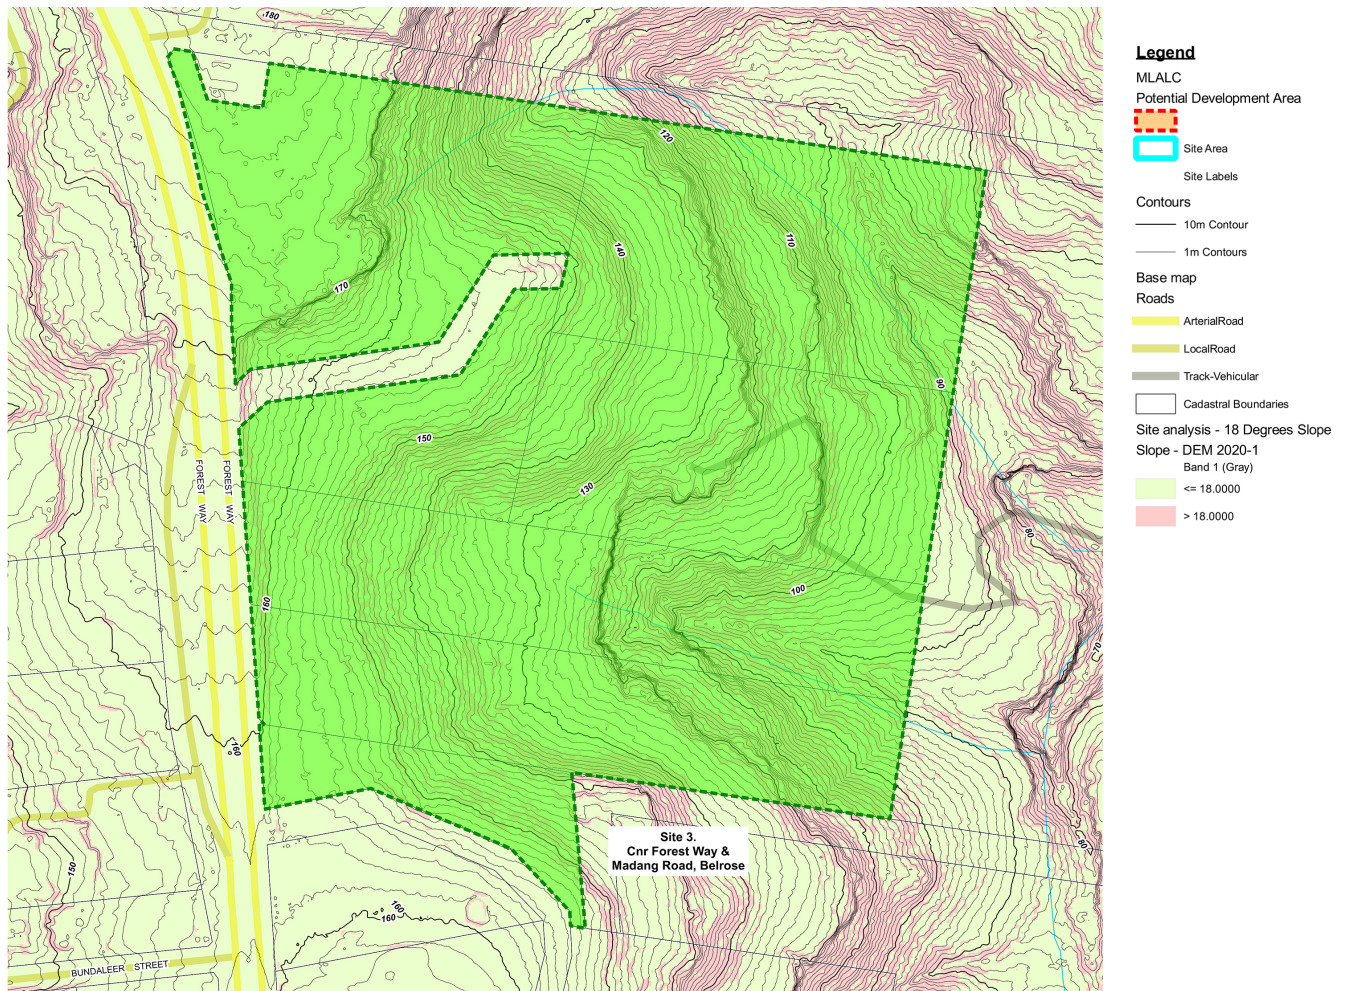 180
120
140
110
170
90
150
130
FOREST WAY
FOREST WAY
80
100
160
70
160
Site 3.
Cnr Forest Way &
Madang Road, Belrose
80
150
160
160
BUNDALEER STREET
Legend
MLALC
Potential Development Area
Site Area
Site Labels
Contours
10m Contour
1m Contours
Base map
Roads
ArterialRoad
LocalRoad
Track-Vehicular
Cadastral Boundaries
Site analysis - 18 Degrees Slope
Slope - DEM 2020-1
Band 1 (Gray)
<= 18.0000
> 18.0000